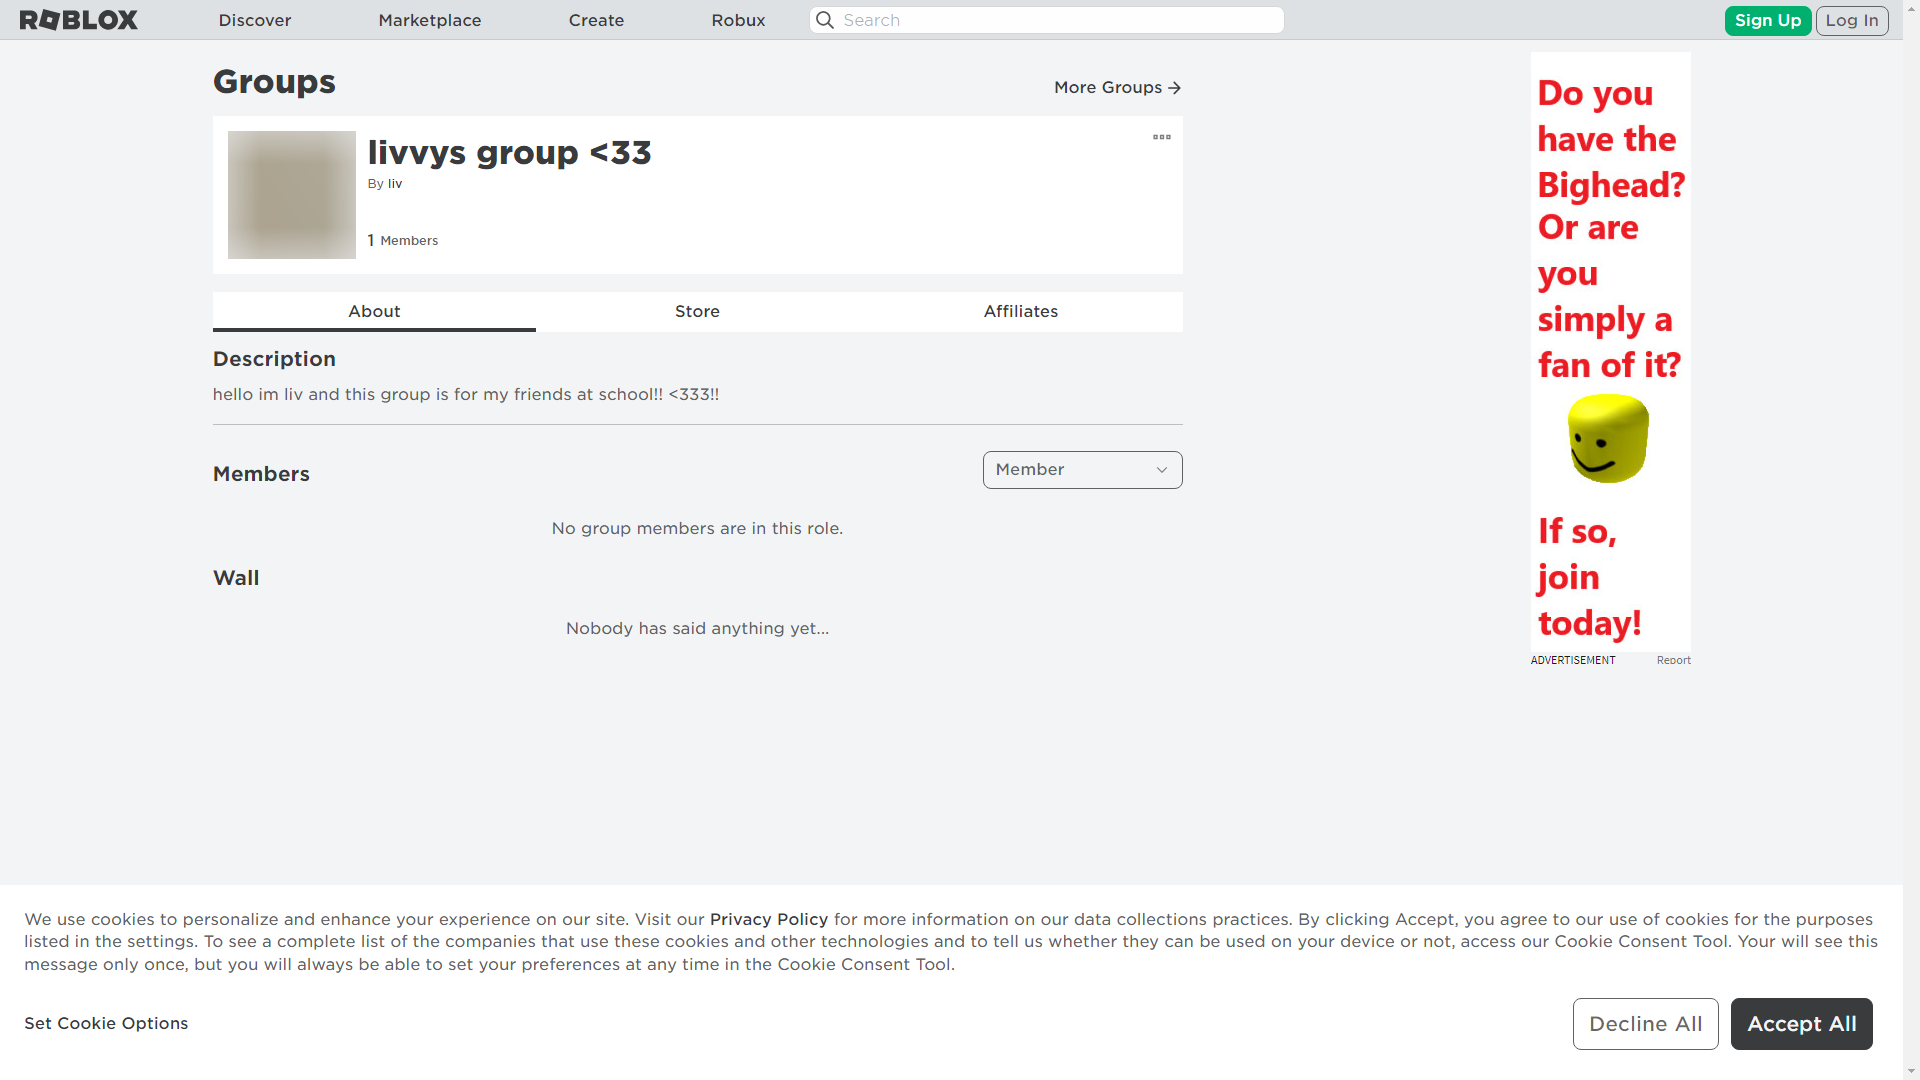 ROBLOX
Discover
Marketplace
Create
Robux
Search
Sign Up
Log In
Groups
More Groups
livvys group <33
By liv
1 Members
About
Store
Affiliates
Description
hello im liv and this group is for my friends at school!! <333!!
Members
Member
No group members are in this role.
Wall
Nobody has said anything yet...
Do you
have the
Bighead?
Or are
you
simply a
fan of it?
If so,
join
today!
ADVERTISEMENT
Report
We use cookies to personalize and enhance your experience on our site. Visit our Privacy Policy for more information on our data collections practices. By clicking Accept, you agree to our use of cookies for the purposes
listed in the settings. To see a complete list of the companies that use these cookies and other technologies and to tell us whether they can be used on your device or not, access our Cookie Consent Tool. Your will see this
message only once, but you will always be able to set your preferences at any time in the Cookie Consent Tool.
Set Cookie Options
Decline All
Accept All